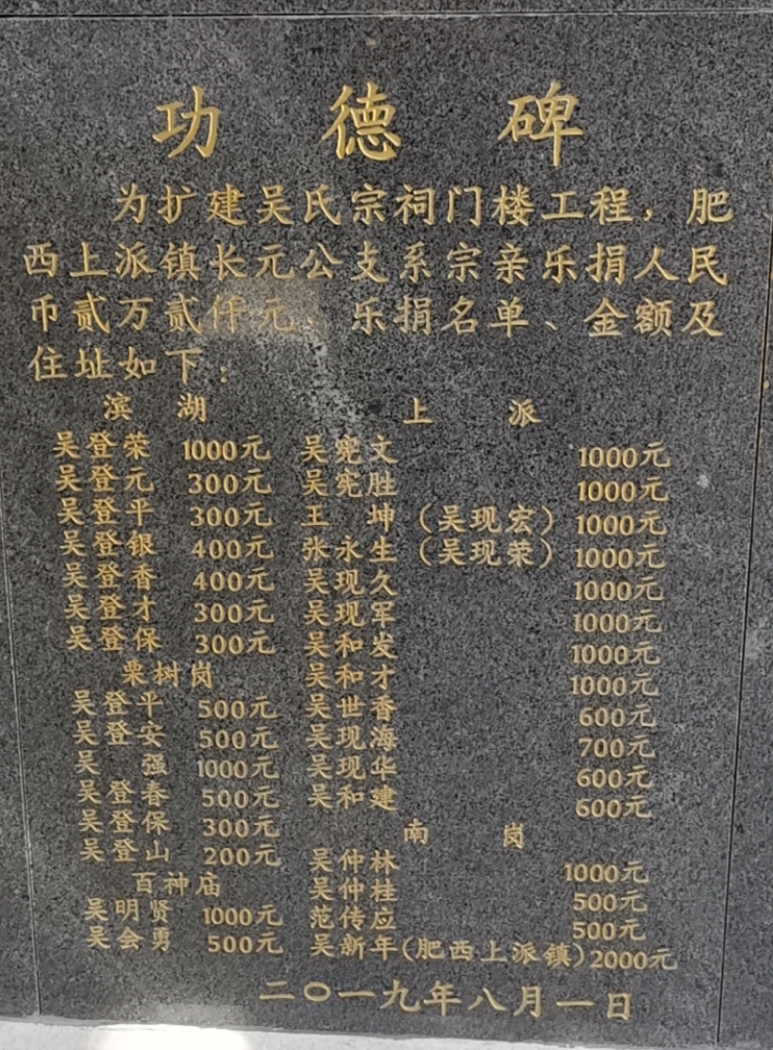 功德碑
为扩建吴氏宗祠门楼工程，肥
西上派镇长元公支系宗亲乐捐人民
币贰万贰仟元、乐捐名单、金额及
住址如下：
滨湖
吴登荣 1000元
吴登元 300元
吴登平 300元
吴登银 400元
吴登香 400元
吴登才 300元
吴登保 300元
栗树岗
吴登平 500元
吴登安 500元
吴强 1000元
吴登春 500元
吴登保 300元
吴登山 200元
百神庙
吴明贤 1000元
吴会勇 500元
上派
吴宪文 1000元
吴宪胜 1000元
王坤（吴现宏） 1000元
张永生（吴现荣） 1000元
吴现久 1000元
吴现军 1000元
吴和发 1000元
吴和才 1000元
吴世香 600元
吴现海 700元
吴现华 600元
吴和建 600元
南岗
吴仲林 1000元
吴仲桂 500元
范传应 500元
吴新年(肥西上派镇) 2000元
二〇一九年八月一日